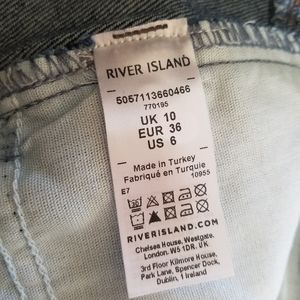 RIVER ISLAND
5057113660466
770195
UK 10
EUR 36
US 6
Made in Turkey
Fabriqué en Turquie
E7 10955
RIVERISLAND.COM
Chelsea House, Westgate,
London. W5 1DR. UK
3rd Floor Kilmore House,
Park Lane, Spencer Dock,
Dublin, 1 Ireland